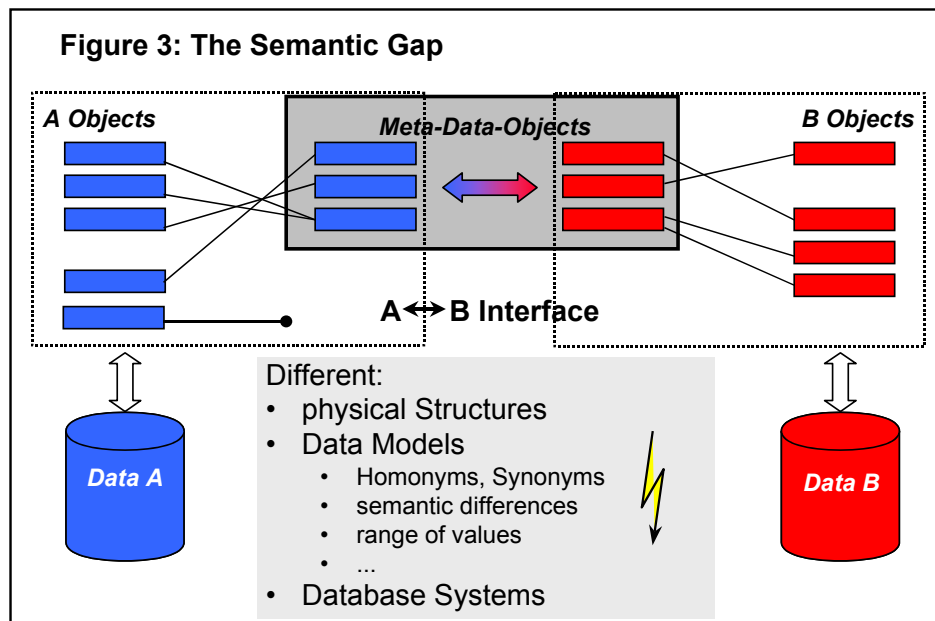 Figure 3: The Semantic Gap
A Objects
Meta-Data-Objects
B Objects
A B Interface
Different:
• physical Structures
• Data Models
• Homonyms, Synonyms
• semantic differences
• range of values
• ...
• Database Systems
Data A
Data B